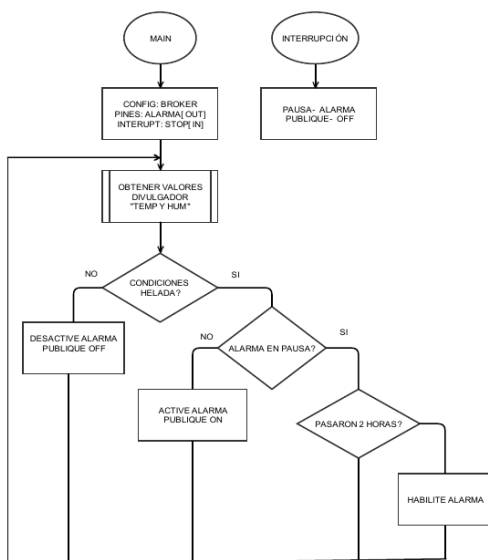 MAIN
INTERRUPCIÓN
CONFIG: BROKER
PINES: ALARMA[OUT]
INTERUPT: STOP[IN]
PAUSA- ALARMA
PUBLIQUE- OFF
OBTENER VALORES
DIVULGADOR
"TEMP Y HUM"
NO
CONDICIONES
HELADA?
SI
DESACTIVE ALARMA
PUBLIQUE OFF
NO
ALARMA EN PAUSA?
SI
ACTIVE ALARMA
PUBLIQUE ON
PASARON 2 HORAS?
HABILITE ALARMA